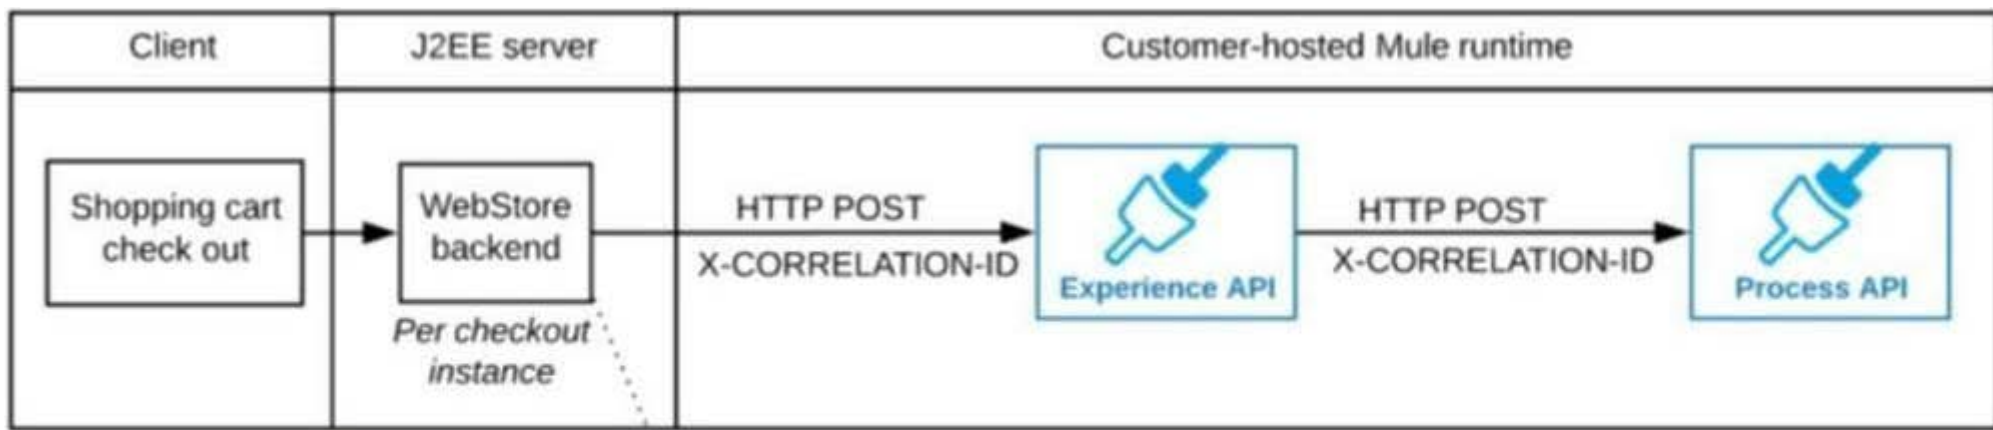 Client
J2EE server
Customer-hosted Mule runtime
Shopping cart
check out
WebStore
backend
Per checkout
instance
HTTP POST
X-CORRELATION-ID
Experience API
HTTP POST
X-CORRELATION-ID
Process API